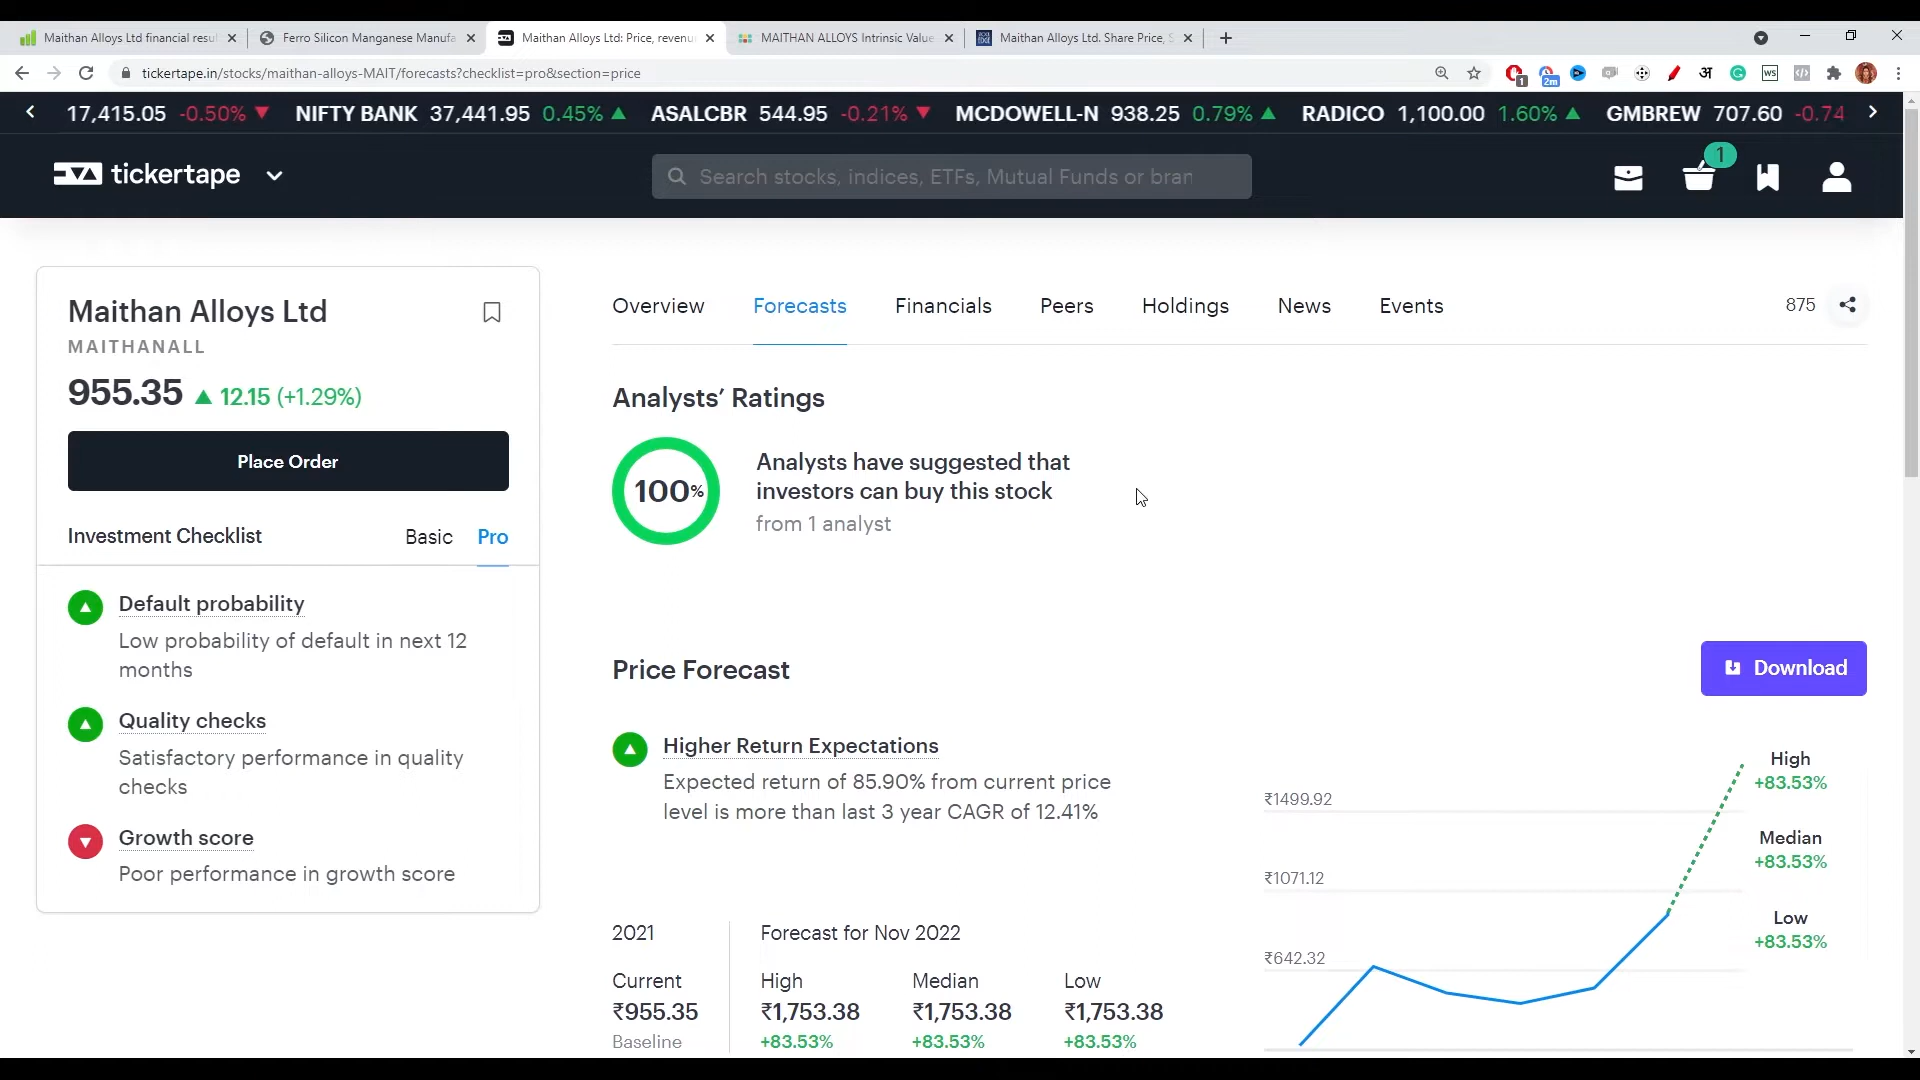 Maithan Alloys Ltd financial resu
Ferro Silicon Manganese Manufa
Maithan Alloys Ltd: Price, revenu
MAITHAN ALLOYS Intrinsic Value
Maithan Alloys Ltd. Share Price, S
tickertape.in/stocks/maithan-alloys-MAIT/forecasts?checklist=pro&section=price
1
2m
अ
WS
17,415.05 -0.50% NIFTY BANK 37,441.95 0.45% ASALCBR 544.95 -0.21% MCDOWELL-N 938.25 0.79% RADICO 1,100.00 1.60% GMBREW 707.60 -0.74
tickertape
Search stocks, indices, ETFs, Mutual Funds or bran
1
Maithan Alloys Ltd
MAITHANALL
955.35 12.15 (+1.29%)
Place Order
Investment Checklist Basic Pro
Default probability
Low probability of default in next 12
months
Quality checks
Satisfactory performance in quality
checks
Growth score
Poor performance in growth score
Overview Forecasts Financials Peers Holdings News Events 875
Analysts’ Ratings
100%
Analysts have suggested that
investors can buy this stock
from 1 analyst
Price Forecast
Download
Higher Return Expectations
Expected return of 85.90% from current price
level is more than last 3 year CAGR of 12.41%
2021 Forecast for Nov 2022
Current High Median Low
₹955.35 ₹1,753.38 ₹1,753.38 ₹1,753.38
Baseline +83.53% +83.53% +83.53%
₹1499.92
₹1071.12
₹642.32
High
+83.53%
Median
+83.53%
Low
+83.53%